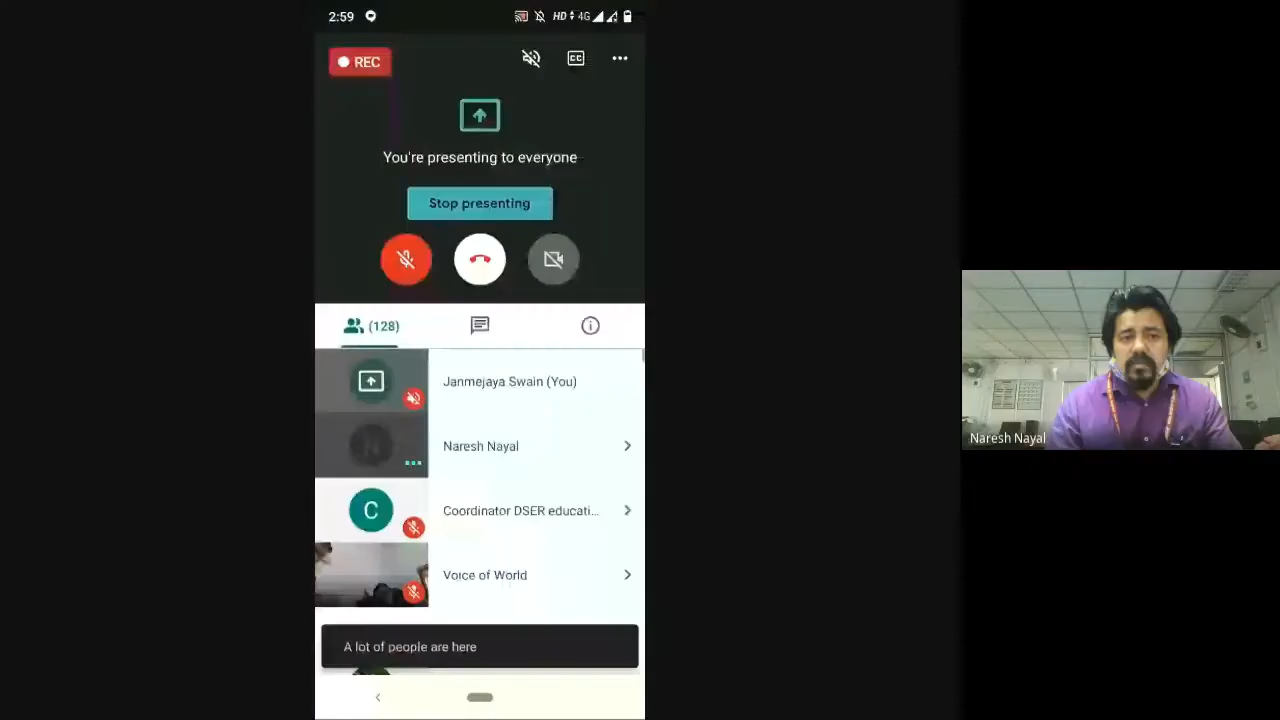 2:59
HD 4G
REC
CC
You're presenting to everyone
Stop presenting
(128)
Janmejaya Swain (You)
Naresh Nayal
C
Coordinator DSER educati...
Voice of World
A lot of people are here
Naresh Nayal